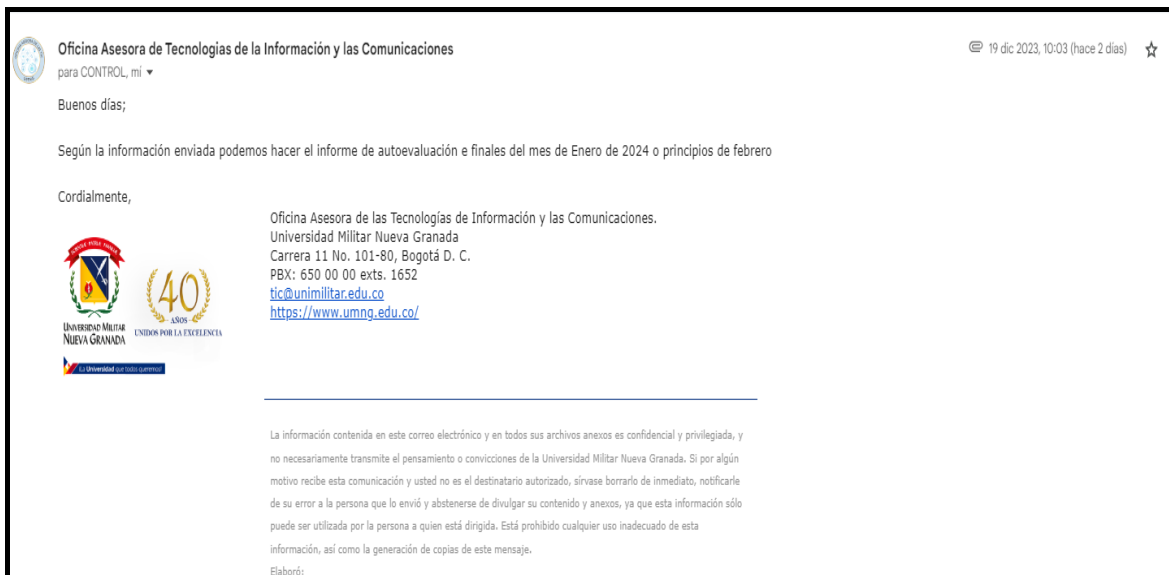 Oficina Asesora de Tecnologias de la Información y las Comunicaciones
19 dic 2023, 10:03 (hace 2 días)
para CONTROL, mí
Buenos días;
Según la información enviada podemos hacer el informe de autoevaluación e finales del mes de Enero de 2024 o principios de febrero
Cordialmente,
Oficina Asesora de las Tecnologías de Información y las Comunicaciones.
Universidad Militar Nueva Granada
Carrera 11 No. 101-80, Bogotá D. C.
PBX: 650 00 00 exts. 1652
tic@unimilitar.edu.co
https://www.umng.edu.co/
UNIVERSIDAD MILITAR
NUEVA GRANADA
40
AÑOS
UNIDOS POR LA EXCELENCIA
¡La Universidad que todos queremos!
La información contenida en este correo electrónico y en todos sus archivos anexos es confidencial y privilegiada, y
no necesariamente transmite el pensamiento o convicciones de la Universidad Militar Nueva Granada. Si por algún
motivo recibe esta comunicación y usted no es el destinatario autorizado, sírvase borrarlo de inmediato, notificarle
de su error a la persona que lo envió y abstenerse de divulgar su contenido y anexos, ya que esta información sólo
puede ser utilizada por la persona a quien está dirigida. Está prohibido cualquier uso inadecuado de esta
información, así como la generación de copias de este mensaje.
Elaboró: